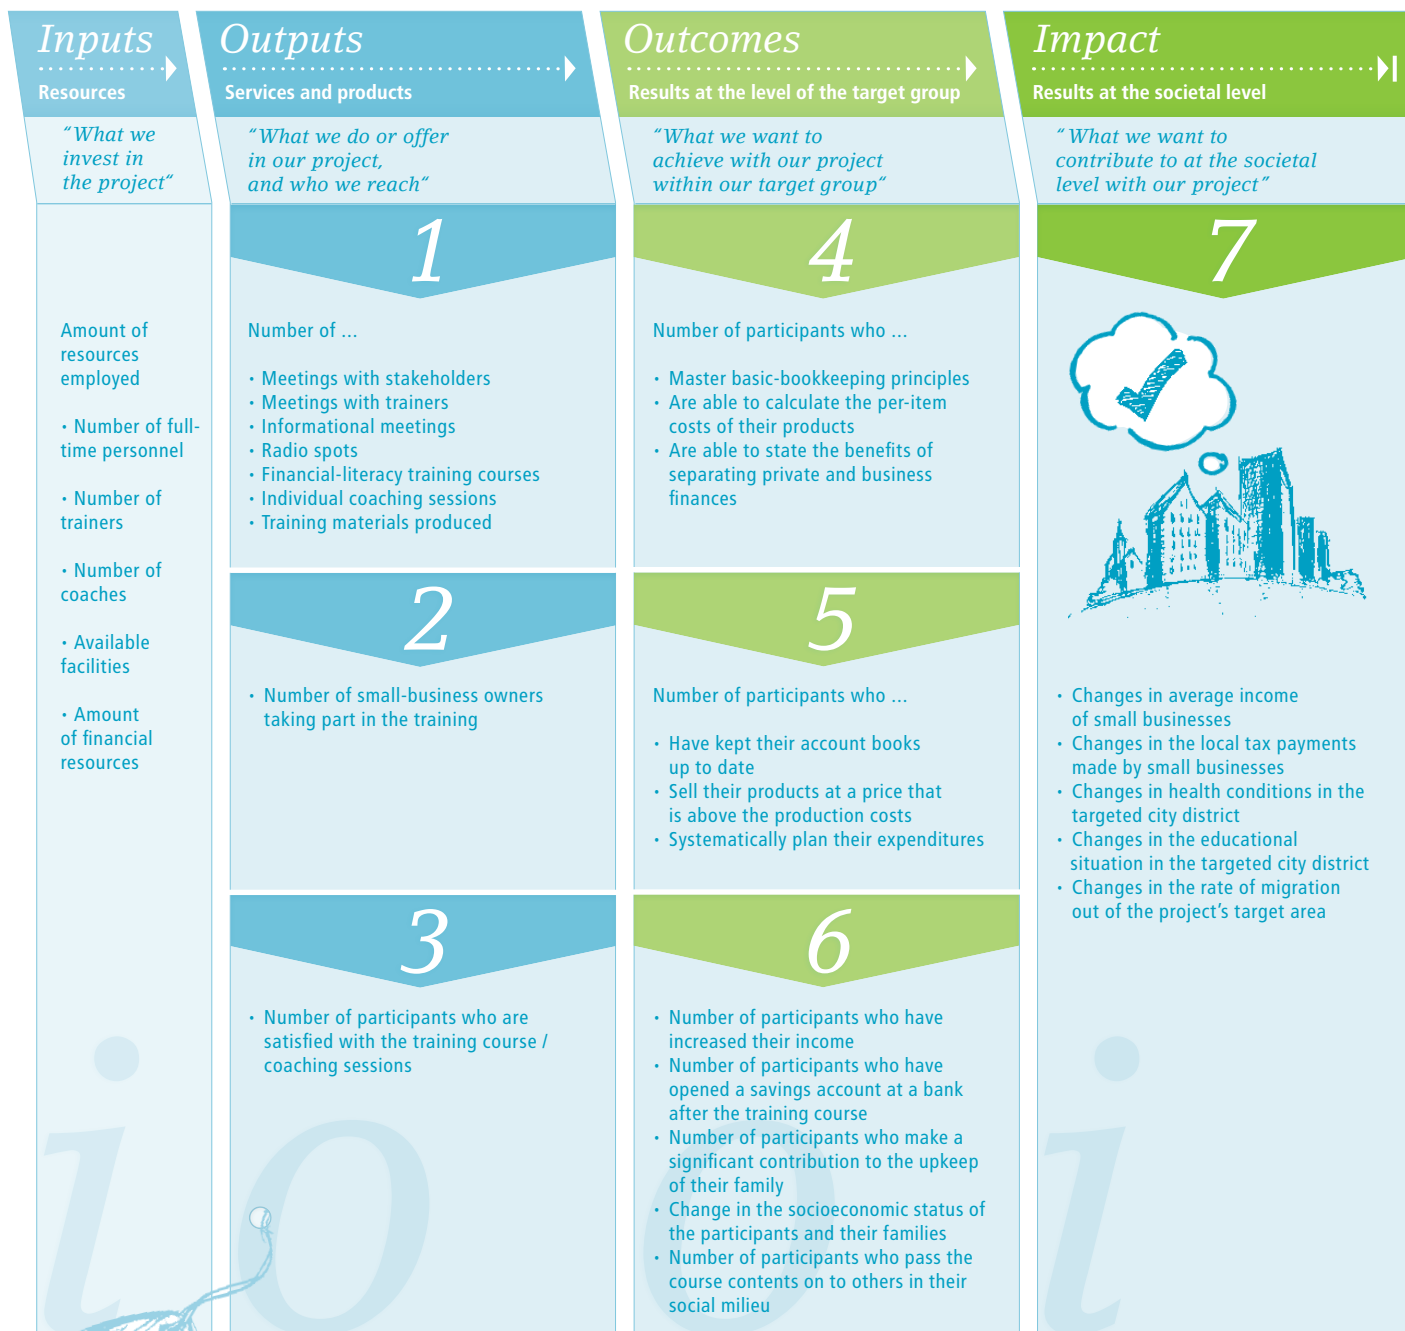 Inputs
Resources
“What we
invest in
the project“
Amount of
resources
employed
· Number of full-
time personnel
· Number of
trainers
· Number of
coaches
· Available
facilities
· Amount
of financial
resources
Outputs
Services and products
“What we do or offer
in our project,
and who we reach“
1
Number of ...
· Meetings with stakeholders
· Meetings with trainers
· Informational meetings
· Radio spots
· Financial-literacy training courses
· Individual coaching sessions
· Training materials produced
2
· Number of small-business owners
taking part in the training
3
· Number of participants who are
satisfied with the training course /
coaching sessions
Outcomes
Results at the level of the target group
“What we want to
achieve with our project
within our target group“
4
Number of participants who ...
· Master basic-bookkeeping principles
· Are able to calculate the per-item
costs of their products
· Are able to state the benefits of
separating private and business
finances
5
Number of participants who ...
· Have kept their account books
up to date
· Sell their products at a price that
is above the production costs
· Systematically plan their expenditures
6
· Number of participants who have
increased their income
· Number of participants who have
opened a savings account at a bank
after the training course
· Number of participants who make a
significant contribution to the upkeep
of their family
· Change in the socioeconomic status of
the participants and their families
· Number of participants who pass the
course contents on to others in their
social milieu
Impact
Results at the societal level
“What we want to
contribute to at the societal
level with our project”
7
· Changes in average income
of small businesses
· Changes in the local tax payments
made by small businesses
· Changes in health conditions in the
targeted city district
· Changes in the educational
situation in the targeted city district
· Changes in the rate of migration
out of the project’s target area
i o o i